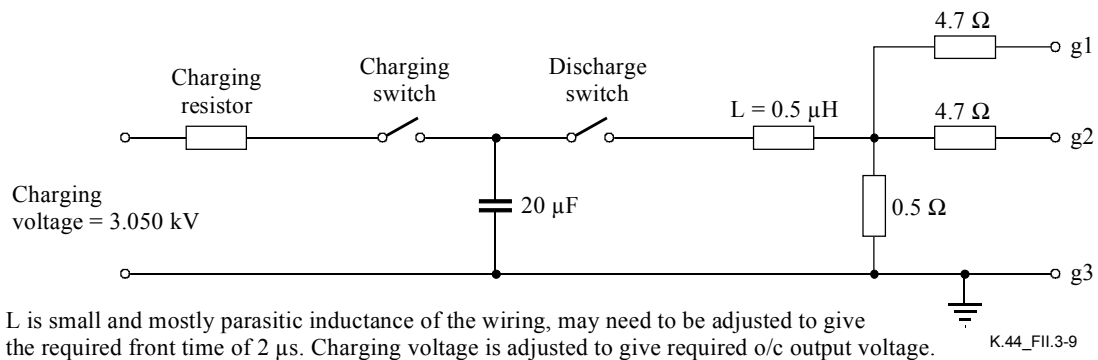 4.7 Ω
g1
Charging
resistor
Charging
switch
Discharge
switch
L = 0.5 µH
4.7 Ω
g2
Charging
voltage = 3.050 kV
20 µF
0.5 Ω
g3
L is small and mostly parasitic inductance of the wiring, may need to be adjusted to give
the required front time of 2 µs. Charging voltage is adjusted to give required o/c output voltage.
K.44_FII.3-9